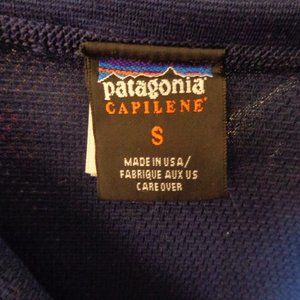 patagonia®
CAPILENE®
S
MADE IN USA/
FABRIQUE AUX US
CARE OVER